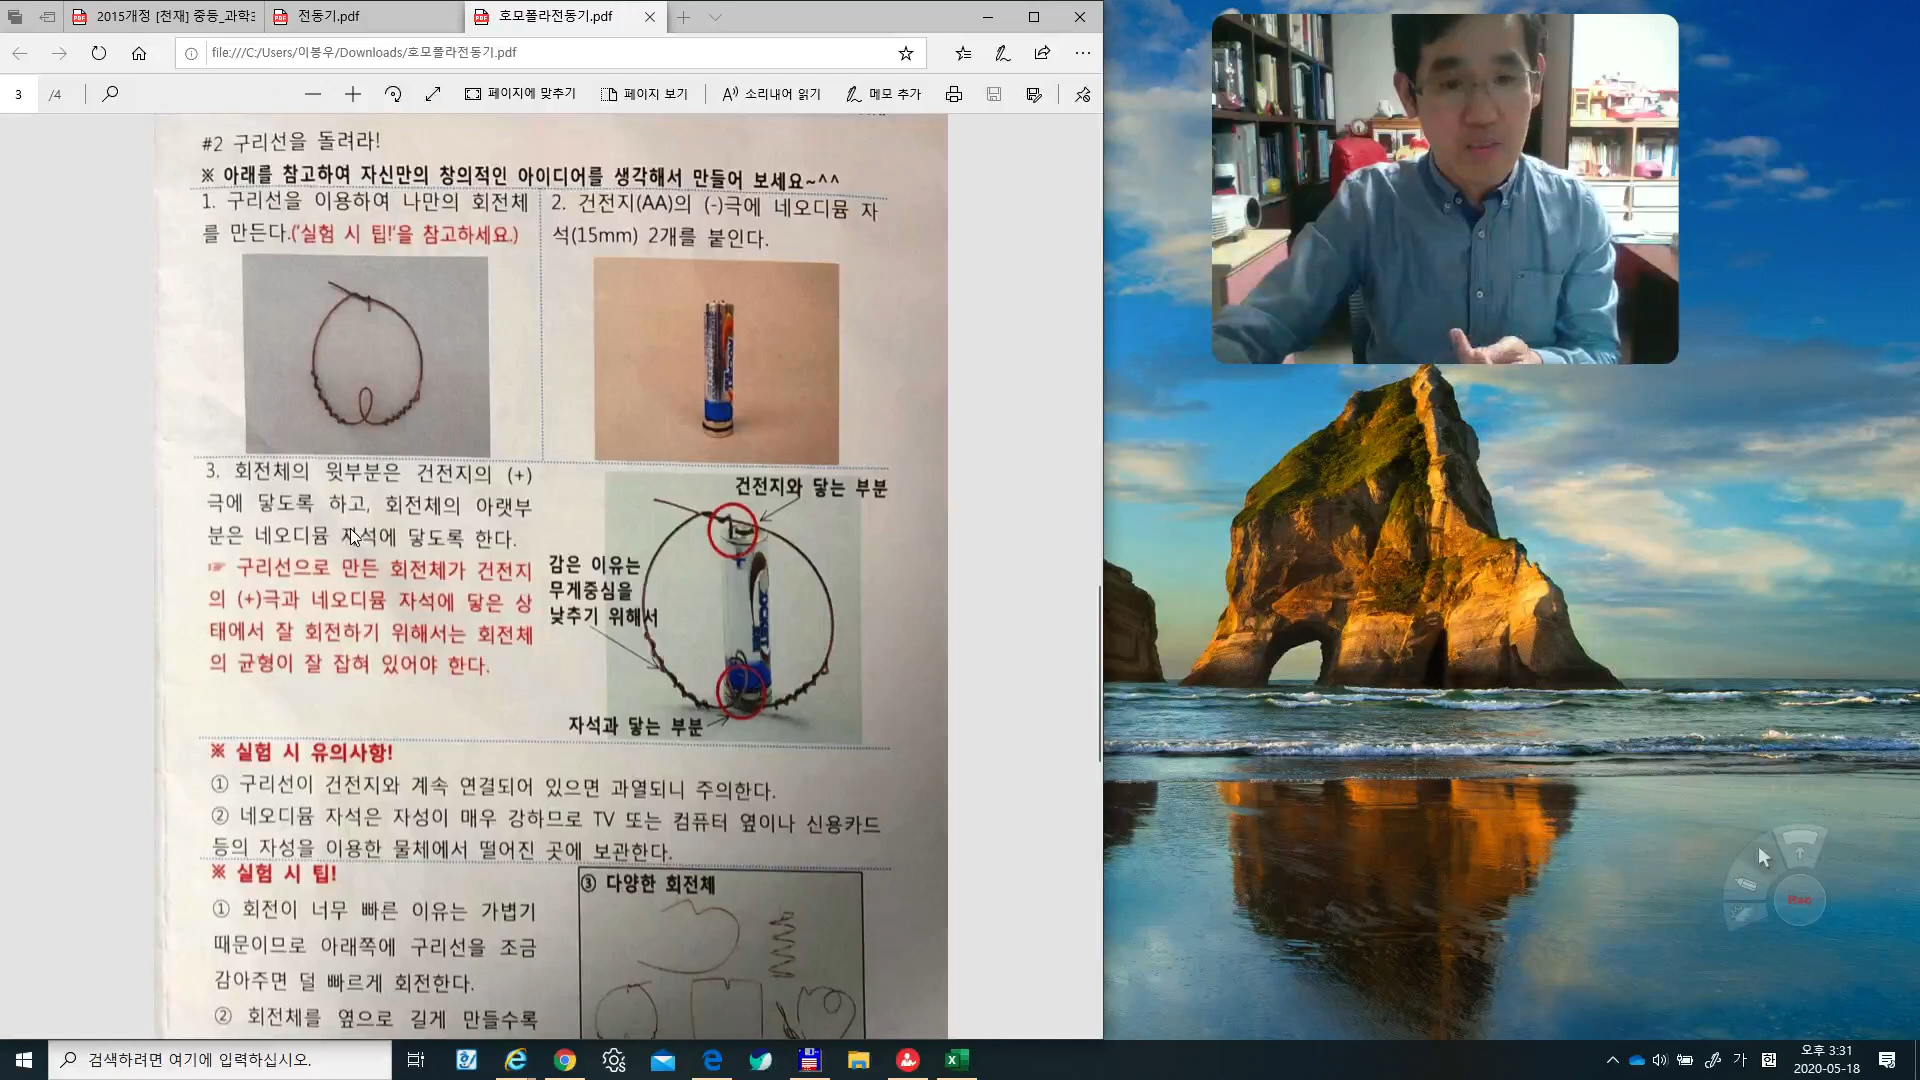 2015개정 [천재] 중등_과학3
전동기.pdf
호모폴라전동기.pdf
file:///C:/Users/이봉우/Downloads/호모폴라전동기.pdf
3 /4
페이지에 맞추기
페이지 보기
소리내어 읽기
메모 추가
#2 구리선을 돌려라!
※ 아래를 참고하여 자신만의 창의적인 아이디어를 생각해서 만들어 보세요~^^
1. 구리선을 이용하여 나만의 회전체
를 만든다.('실험 시 팁!'을 참고하세요.)
2. 건전지(AA)의 (-)극에 네오디뮴 자
석(15mm) 2개를 붙인다.
3. 회전체의 윗부분은 건전지의 (+)
극에 닿도록 하고, 회전체의 아랫부
분은 네오디뮴 자석에 닿도록 한다.
☞ 구리선으로 만든 회전체가 건전지
의 (+)극과 네오디뮴 자석에 닿은 상
태에서 잘 회전하기 위해서는 회전체
의 균형이 잘 잡혀 있어야 한다.
건전지와 닿는 부분
감은 이유는
무게중심을
낮추기 위해서
자석과 닿는 부분
※ 실험 시 유의사항!
① 구리선이 건전지와 계속 연결되어 있으면 과열되니 주의한다.
② 네오디뮴 자석은 자성이 매우 강하므로 TV 또는 컴퓨터 옆이나 신용카드
등의 자성을 이용한 물체에서 떨어진 곳에 보관한다.
※ 실험 시 팁!
① 회전이 너무 빠른 이유는 가볍기
때문이므로 아래쪽에 구리선을 조금
감아주면 덜 빠르게 회전한다.
② 회전체를 옆으로 길게 만들수록
③ 다양한 회전체
Rec
검색하려면 여기에 입력하십시오.
가
한
오후 3:31
2020-05-18